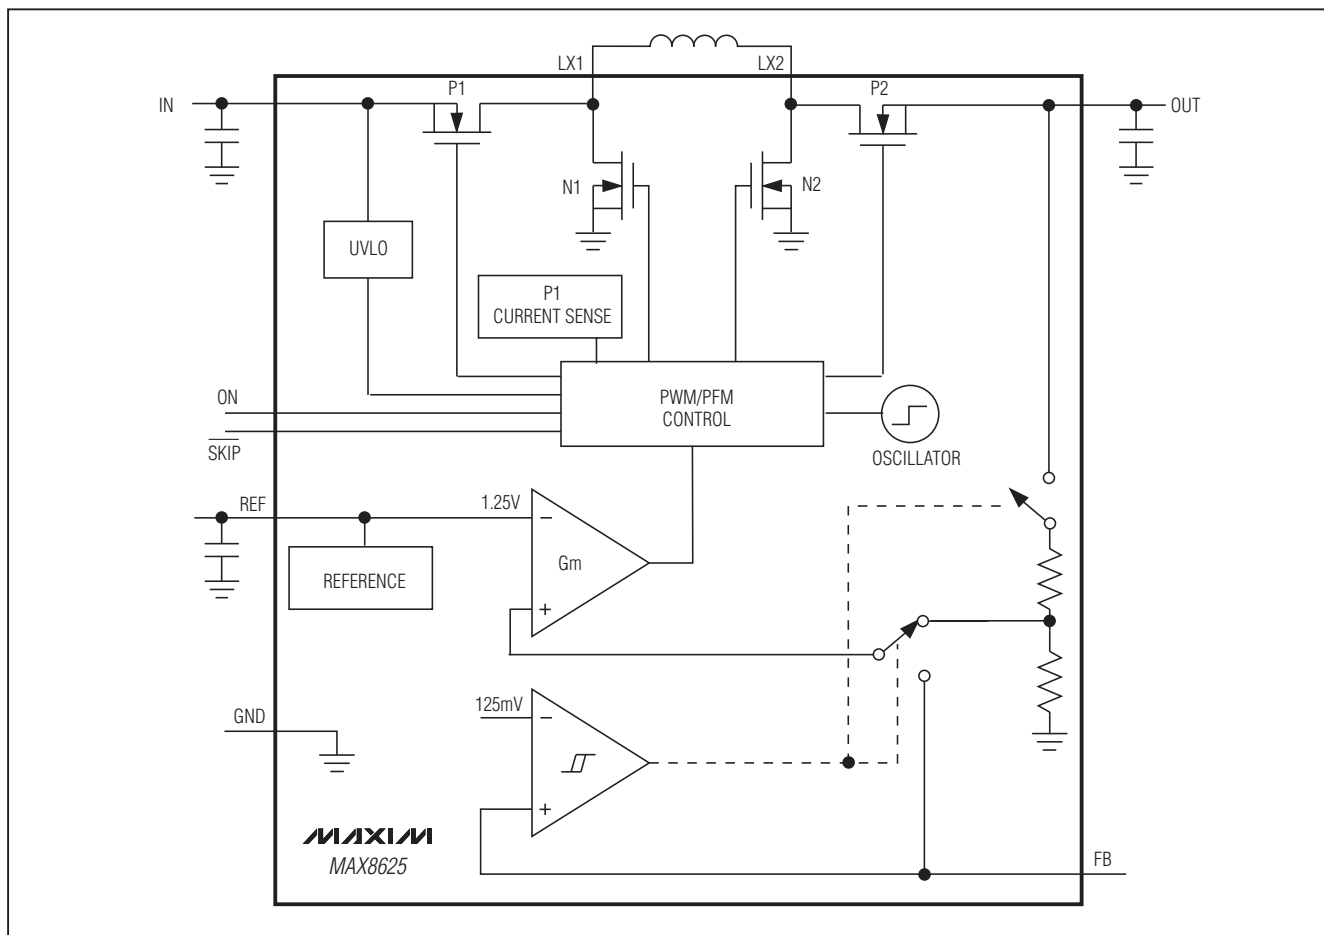 LX1
LX2
P1
P2
IN
OUT
N1
N2
UVLO
P1
CURRENT SENSE
ON
PWM/PFM
CONTROL
SKIP
OSCILLATOR
REF
1.25V
−
Gm
REFERENCE
+
125mV
−
GND
+
MAXIM
MAX8625
FB